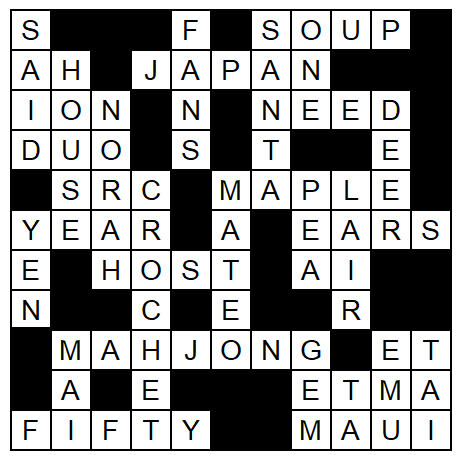 S F SOUP
AH JAPAN
ION N NEED
DUO S T E
SRC MAPLE
YEAR A EARS
E HOST AI
N C E R
MAHJONG ET
A E ETMA
FIFTY MAUI